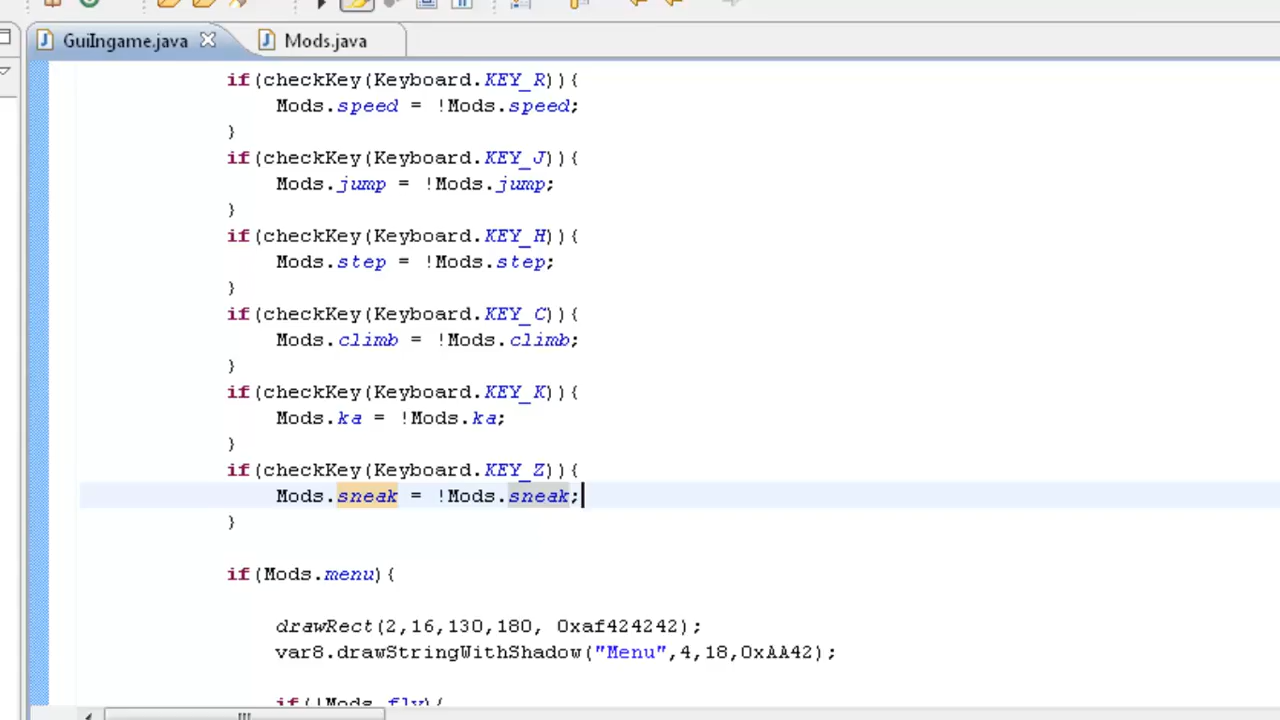 GuiIngame.java
Mods.java
if(checkKey(Keyboard.KEY_R)){
Mods.speed = !Mods.speed;
}
if(checkKey(Keyboard.KEY_J)){
Mods.jump = !Mods.jump;
}
if(checkKey(Keyboard.KEY_H)){
Mods.step = !Mods.step;
}
if(checkKey(Keyboard.KEY_C)){
Mods.climb = !Mods.climb;
}
if(checkKey(Keyboard.KEY_K)){
Mods.ka = !Mods.ka;
}
if(checkKey(Keyboard.KEY_Z)){
Mods.sneak = !Mods.sneak;
}
if(Mods.menu){
drawRect(2,16,130,180, 0xaf424242);
var8.drawStringWithShadow("Menu",4,18,0xAA42);
if(!Mods.fly){